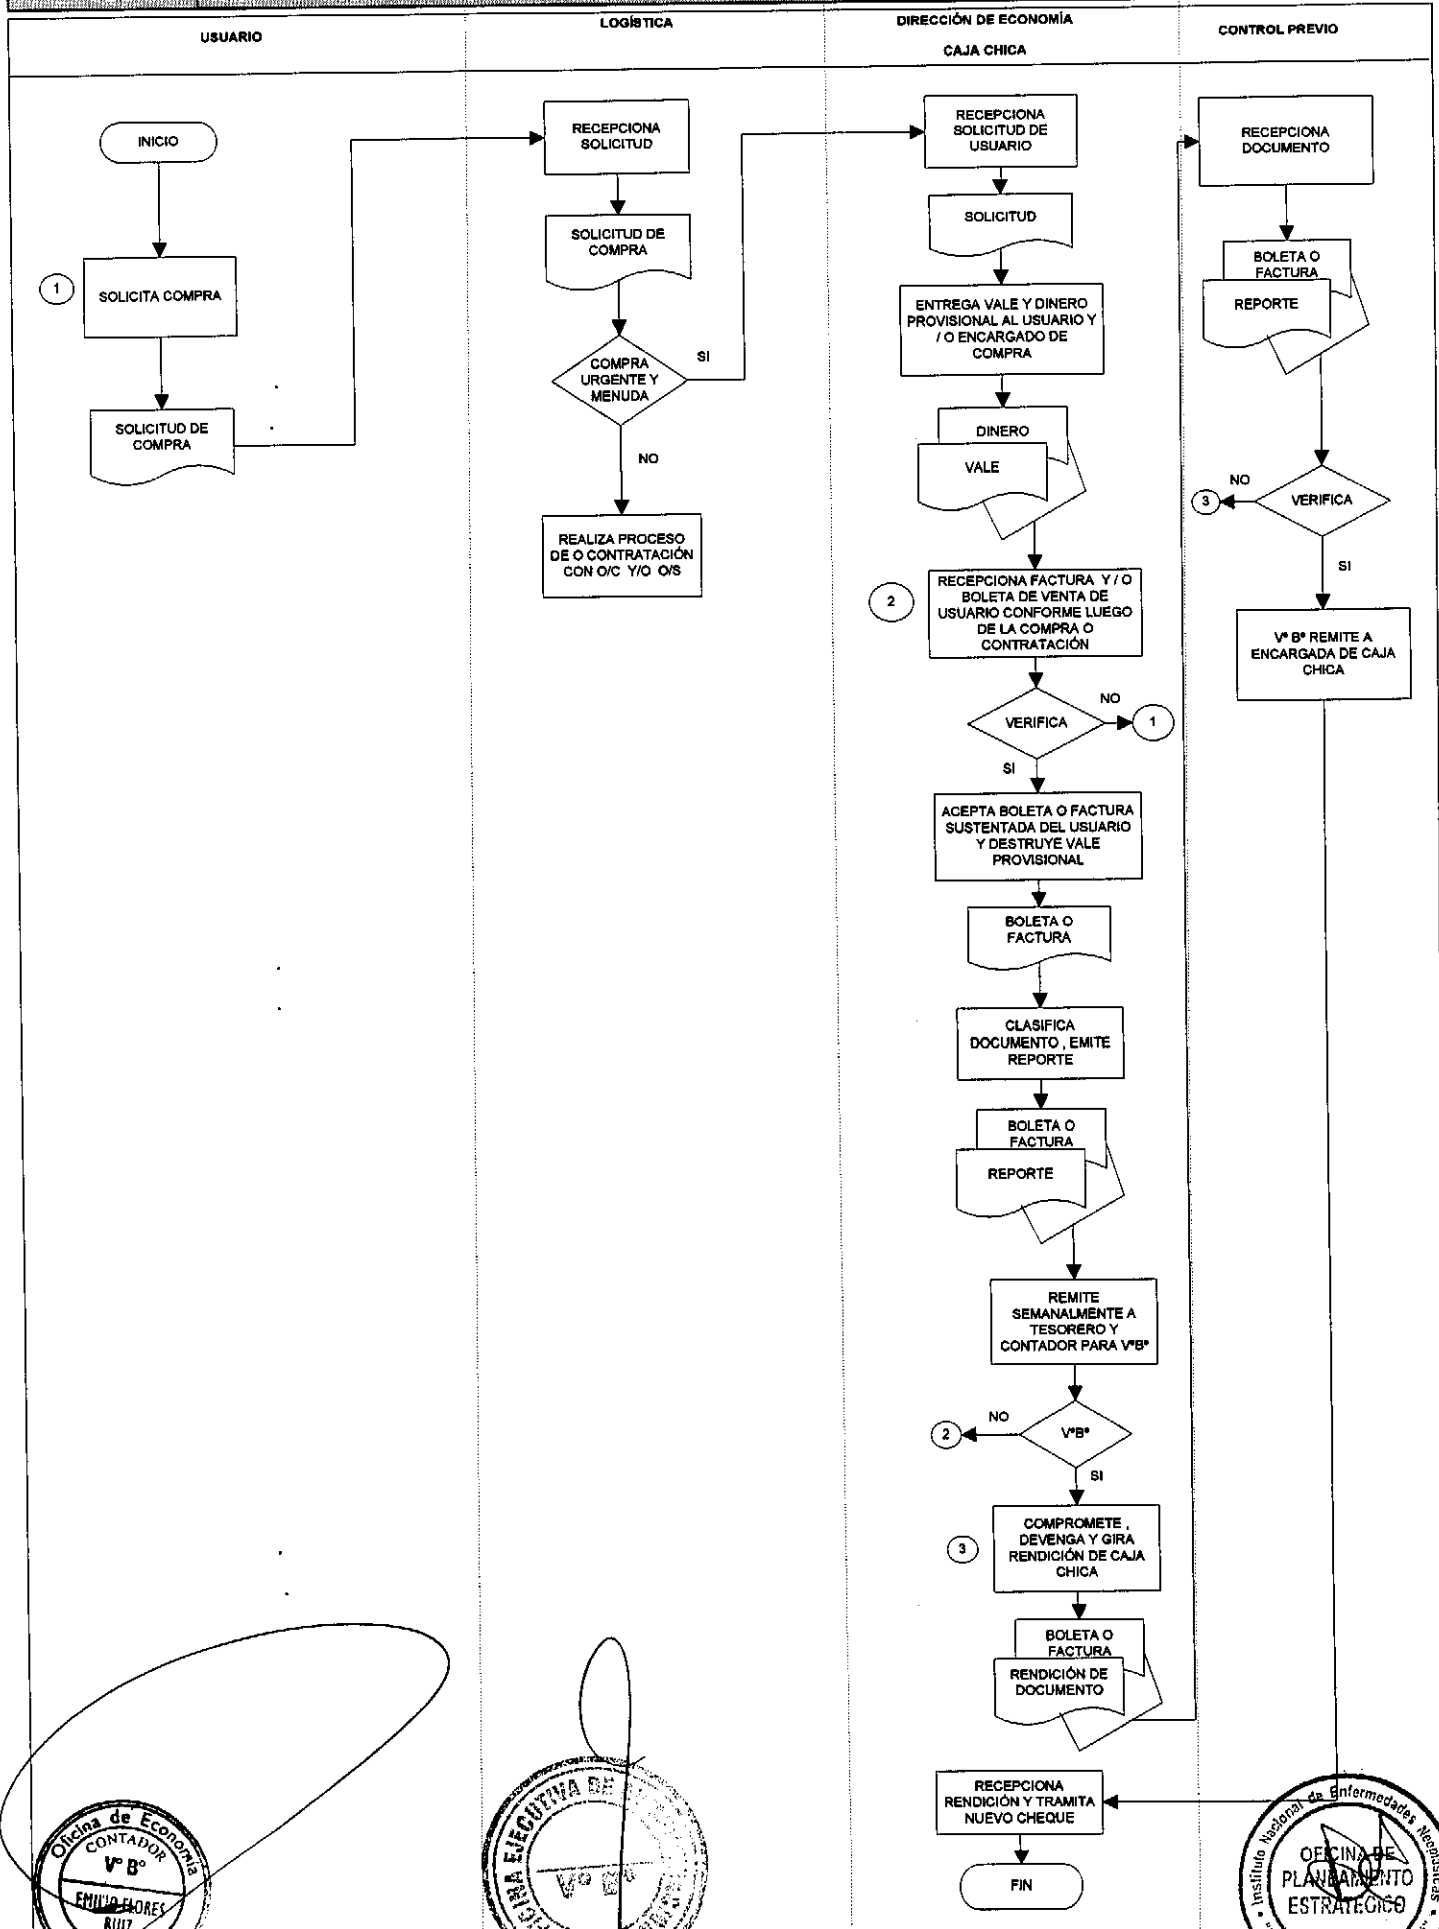 USUARIO
LOGÍSTICA
DIRECCIÓN DE ECONOMÍA
CAJA CHICA
CONTROL PREVIO
INICIO
1
SOLICITA COMPRA
SOLICITUD DE
COMPRA
RECEPCIONA
SOLICITUD
SOLICITUD DE
COMPRA
COMPRA
URGENTE Y
MENUDA
SI
NO
REALIZA PROCESO
DE O CONTRATACIÓN
CON O/C Y/O O/S
RECEPCIONA
SOLICITUD DE
USUARIO
SOLICITUD
ENTREGA VALE Y DINERO
PROVISIONAL AL USUARIO Y
/ O ENCARGADO DE
COMPRA
DINERO
VALE
2
RECEPCIONA FACTURA Y / O
BOLETA DE VENTA DE
USUARIO CONFORME LUEGO
DE LA COMPRA O
CONTRATACIÓN
VERIFICA
NO
1
SI
ACEPTA BOLETA O FACTURA
SUSTENTADA DEL USUARIO
Y DESTRUYE VALE
PROVISIONAL
BOLETA O
FACTURA
CLASIFICA
DOCUMENTO , EMITE
REPORTE
BOLETA O
FACTURA
REPORTE
REMITE
SEMANALMENTE A
TESORERO Y
CONTADOR PARA V°B°
V°B°
NO
2
SI
3
COMPROMETE ,
DEVENGA Y GIRA
RENDICIÓN DE CAJA
CHICA
BOLETA O
FACTURA
RENDICIÓN DE
DOCUMENTO
RECEPCIONA
RENDICIÓN Y TRAMITA
NUEVO CHEQUE
FIN
RECEPCIONA
DOCUMENTO
BOLETA O
FACTURA
REPORTE
VERIFICA
NO
3
SI
V° B° REMITE A
ENCARGADA DE CAJA
CHICA
Oficina de Economía
CONTADOR
V° B°
EMILIO FLORES
RUIZ
OFICINA EJECUTIVA DE
V° B°
Instituto Nacional de Enfermedades Neoplásicas
OFICINA DE
PLANEAMIENTO
ESTRATÉGICO